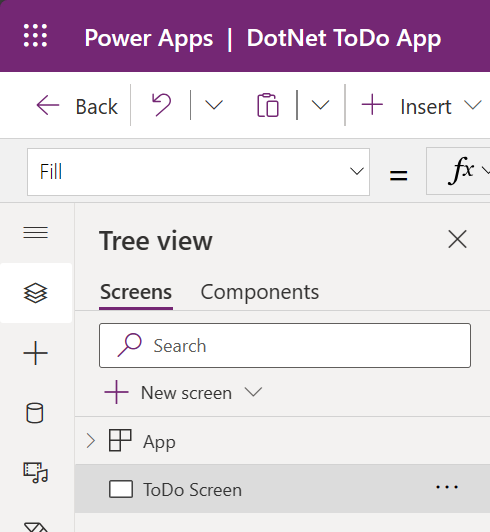 Power Apps | DotNet ToDo App
Back Insert
Fill = fx
Tree view
Screens Components
Search
New screen
App
ToDo Screen